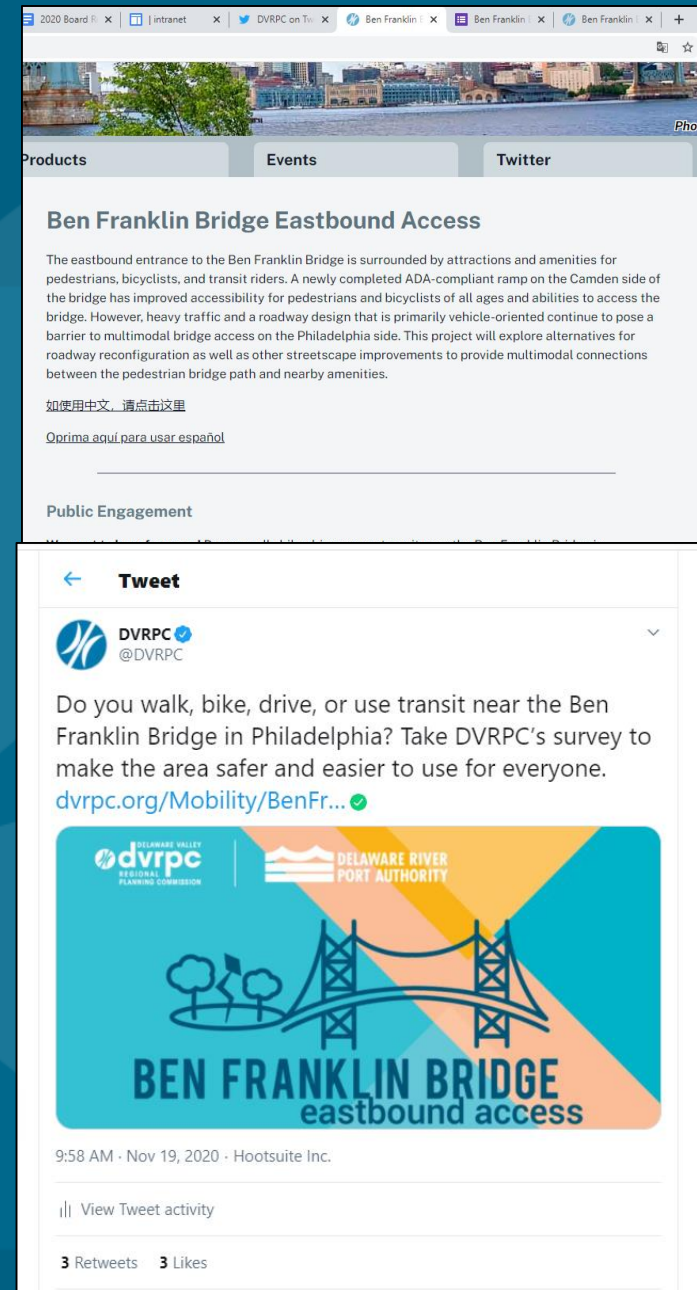 2020 Board
intranet
DVRPC on Tw
Ben Franklin
Ben Franklin
Ben Franklin
Pho
Products
Events
Twitter
Ben Franklin Bridge Eastbound Access
The eastbound entrance to the Ben Franklin Bridge is surrounded by attractions and amenities for
pedestrians, bicyclists, and transit riders. A newly completed ADA-compliant ramp on the Camden side of
the bridge has improved accessibility for pedestrians and bicyclists of all ages and abilities to access the
bridge. However, heavy traffic and a roadway design that is primarily vehicle-oriented continue to pose a
barrier to multimodal bridge access on the Philadelphia side. This project will explore alternatives for
roadway reconfiguration as well as other streetscape improvements to provide multimodal connections
between the pedestrian bridge path and nearby amenities.
如使用中文，请点击这里
Oprima aquí para usar español
Public Engagement
Tweet
DVRPC
@DVRPC
Do you walk, bike, drive, or use transit near the Ben
Franklin Bridge in Philadelphia? Take DVRPC's survey to
make the area safer and easier to use for everyone.
dvrpc.org/Mobility/BenFr...
dvrpc
DELAWARE VALLEY
REGIONAL
PLANNING COMMISSION
DELAWARE RIVER
PORT AUTHORITY
BEN FRANKLIN BRIDGE
eastbound access
9:58 AM · Nov 19, 2020 · Hootsuite Inc.
View Tweet activity
3 Retweets 3 Likes